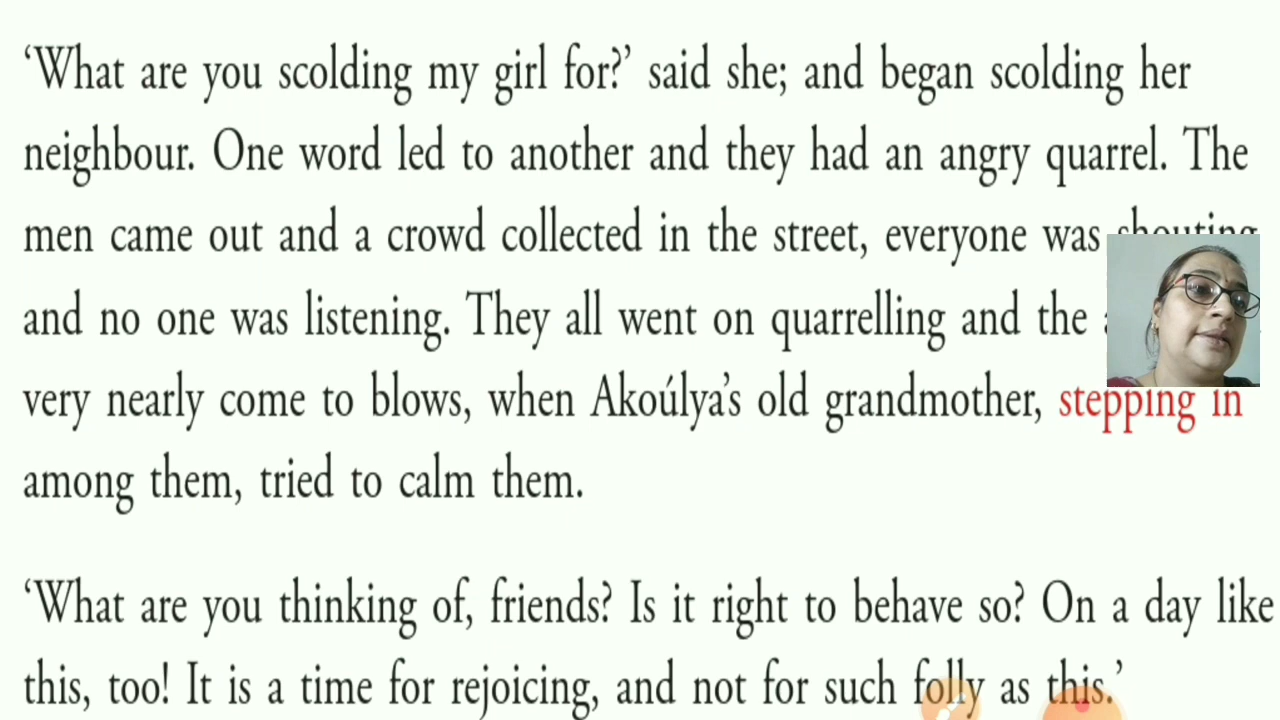 ‘What are you scolding my girl for?’ said she; and began scolding her
neighbour. One word led to another and they had an angry quarrel. The
men came out and a crowd collected in the street, everyone was shouting
and no one was listening. They all went on quarrelling and the
very nearly come to blows, when Akoúlya’s old grandmother, stepping in
among them, tried to calm them.
‘What are you thinking of, friends? Is it right to behave so? On a day like
this, too! It is a time for rejoicing, and not for such folly as this.’